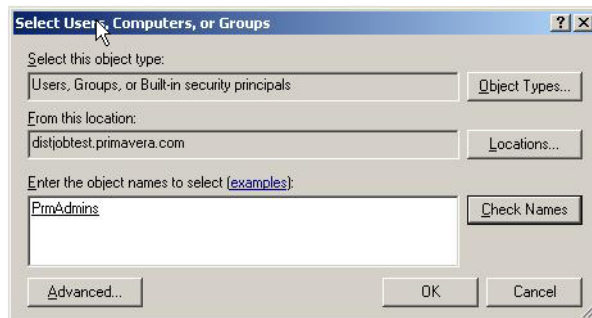 Select Users, Computers, or Groups
Select this object type:
Users, Groups, or Built-in security principals
Object Types...
From this location:
distjobtest.primavera.com
Locations...
Enter the object names to select (examples):
PrmAdmins
Check Names
Advanced...
OK
Cancel